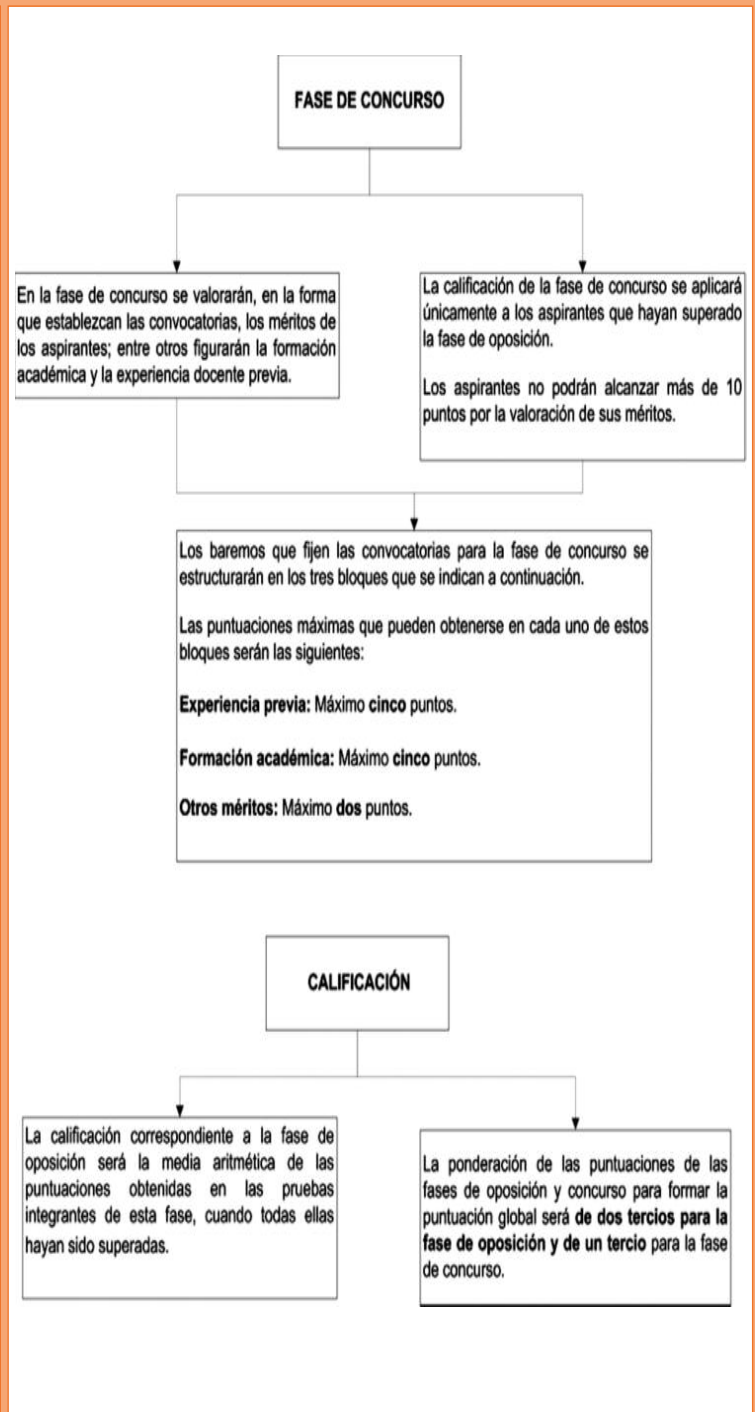 FASE DE CONCURSO
En la fase de concurso se valorarán, en la forma
que establezcan las convocatorias, los méritos de
los aspirantes; entre otros figurarán la formación
académica y la experiencia docente previa.
La calificación de la fase de concurso se aplicará
únicamente a los aspirantes que hayan superado
la fase de oposición.
Los aspirantes no podrán alcanzar más de 10
puntos por la valoración de sus méritos.
Los baremos que fijen las convocatorias para la fase de concurso se
estructurarán en los tres bloques que se indican a continuación.
Las puntuaciones máximas que pueden obtenerse en cada uno de estos
bloques serán las siguientes:
Experiencia previa: Máximo cinco puntos.
Formación académica: Máximo cinco puntos.
Otros méritos: Máximo dos puntos.
CALIFICACIÓN
La calificación correspondiente a la fase de
oposición será la media aritmética de las
puntuaciones obtenidas en las pruebas
integrantes de esta fase, cuando todas ellas
hayan sido superadas.
La ponderación de las puntuaciones de las
fases de oposición y concurso para formar la
puntuación global será de dos tercios para la
fase de oposición y de un tercio para la fase
de concurso.